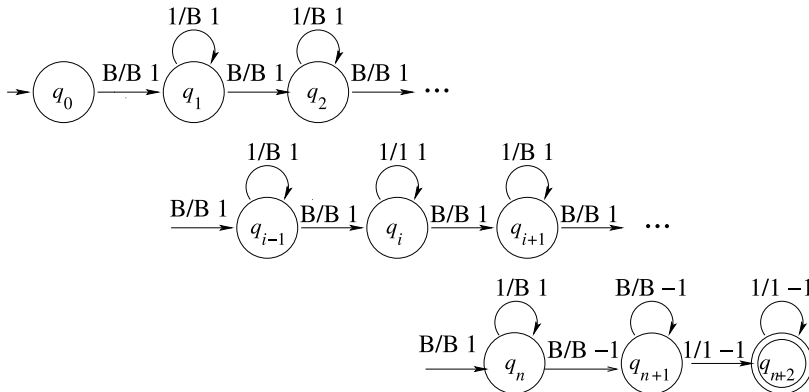 1/B 1 1/B 1
B/B 1 B/B 1 B/B 1
q0 q1 q2 ...
1/B 1 1/1 1 1/B 1
B/B 1 B/B 1 B/B 1 B/B 1
qi−1 qi qi+1 ...
1/B 1 B/B −1 1/1 −1
B/B 1 B/B −1 1/1 −1
qn qn+1 qn+2